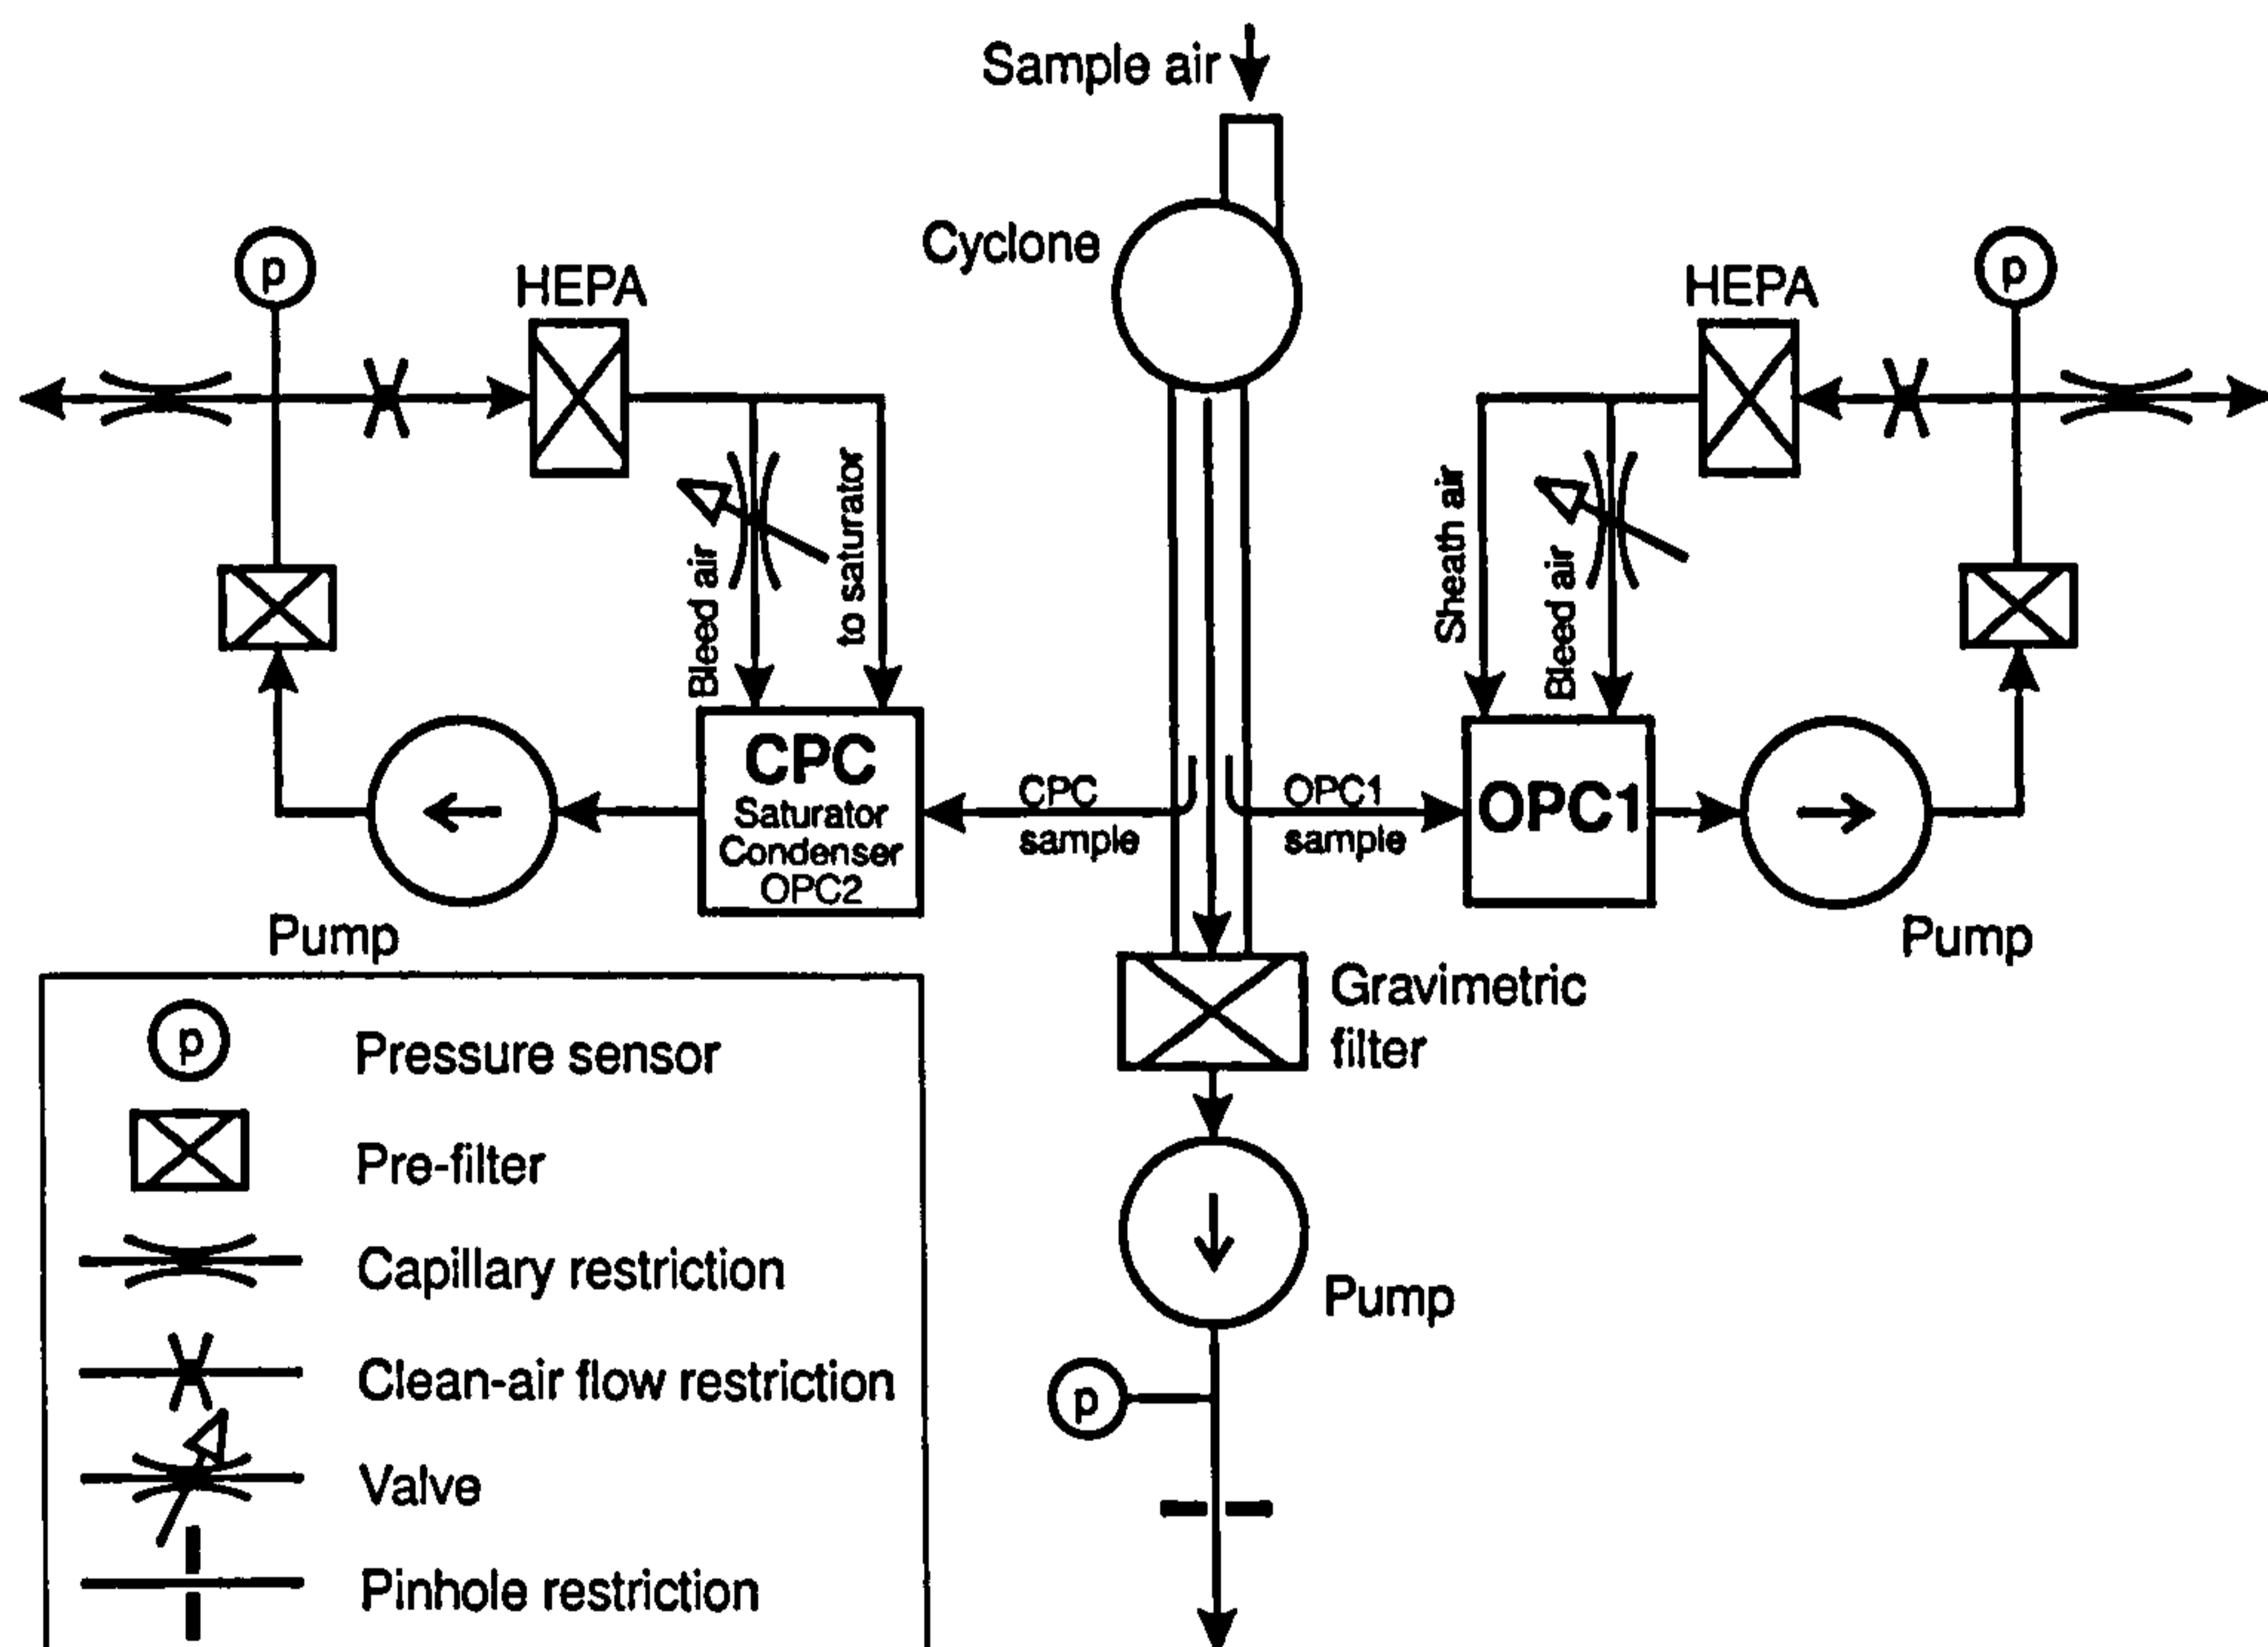 Sample air
Cyclone
p
HEPA
HEPA
p
Bleed air
to saturator
Sheath air
Bleed air
CPC
Saturator
Condenser
OPC2
CPC
sample
OPC1
sample
OPC1
Pump
Pump
Gravimetric
filter
Pump
p
p
Pressure sensor
Pre-filter
Capillary restriction
Clean-air flow restriction
Valve
Pinhole restriction